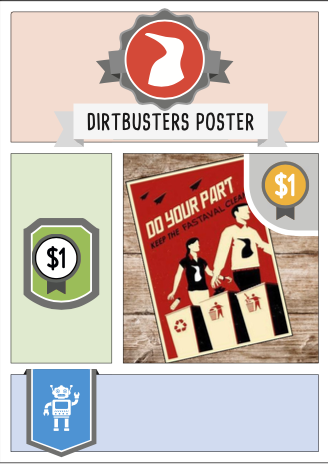 DIRTBUSTERS POSTER
$1
$1
DO YOUR PART
KEEP THE FASTAVAL CLEAN